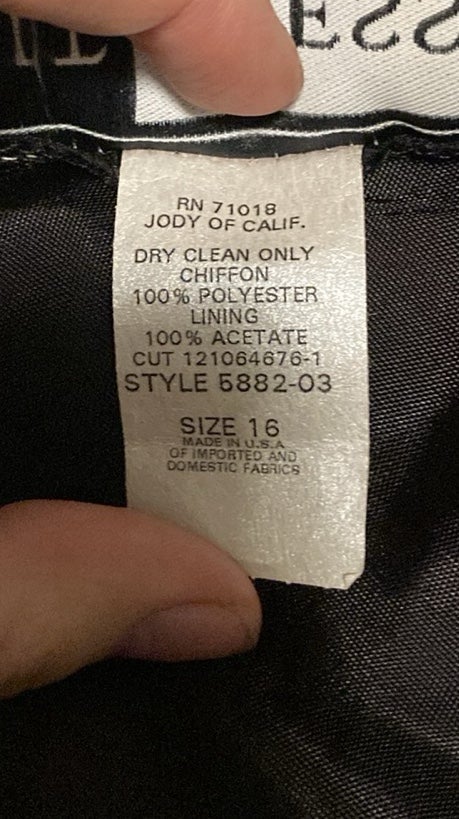 ESS
RN 71018
JODY OF CALIF.
DRY CLEAN ONLY
CHIFFON
100% POLYESTER
LINING
100% ACETATE
CUT 121064676-1
STYLE 5882-03
SIZE 16
MADE IN U.S.A
OF IMPORTED AND
DOMESTIC FABRICS